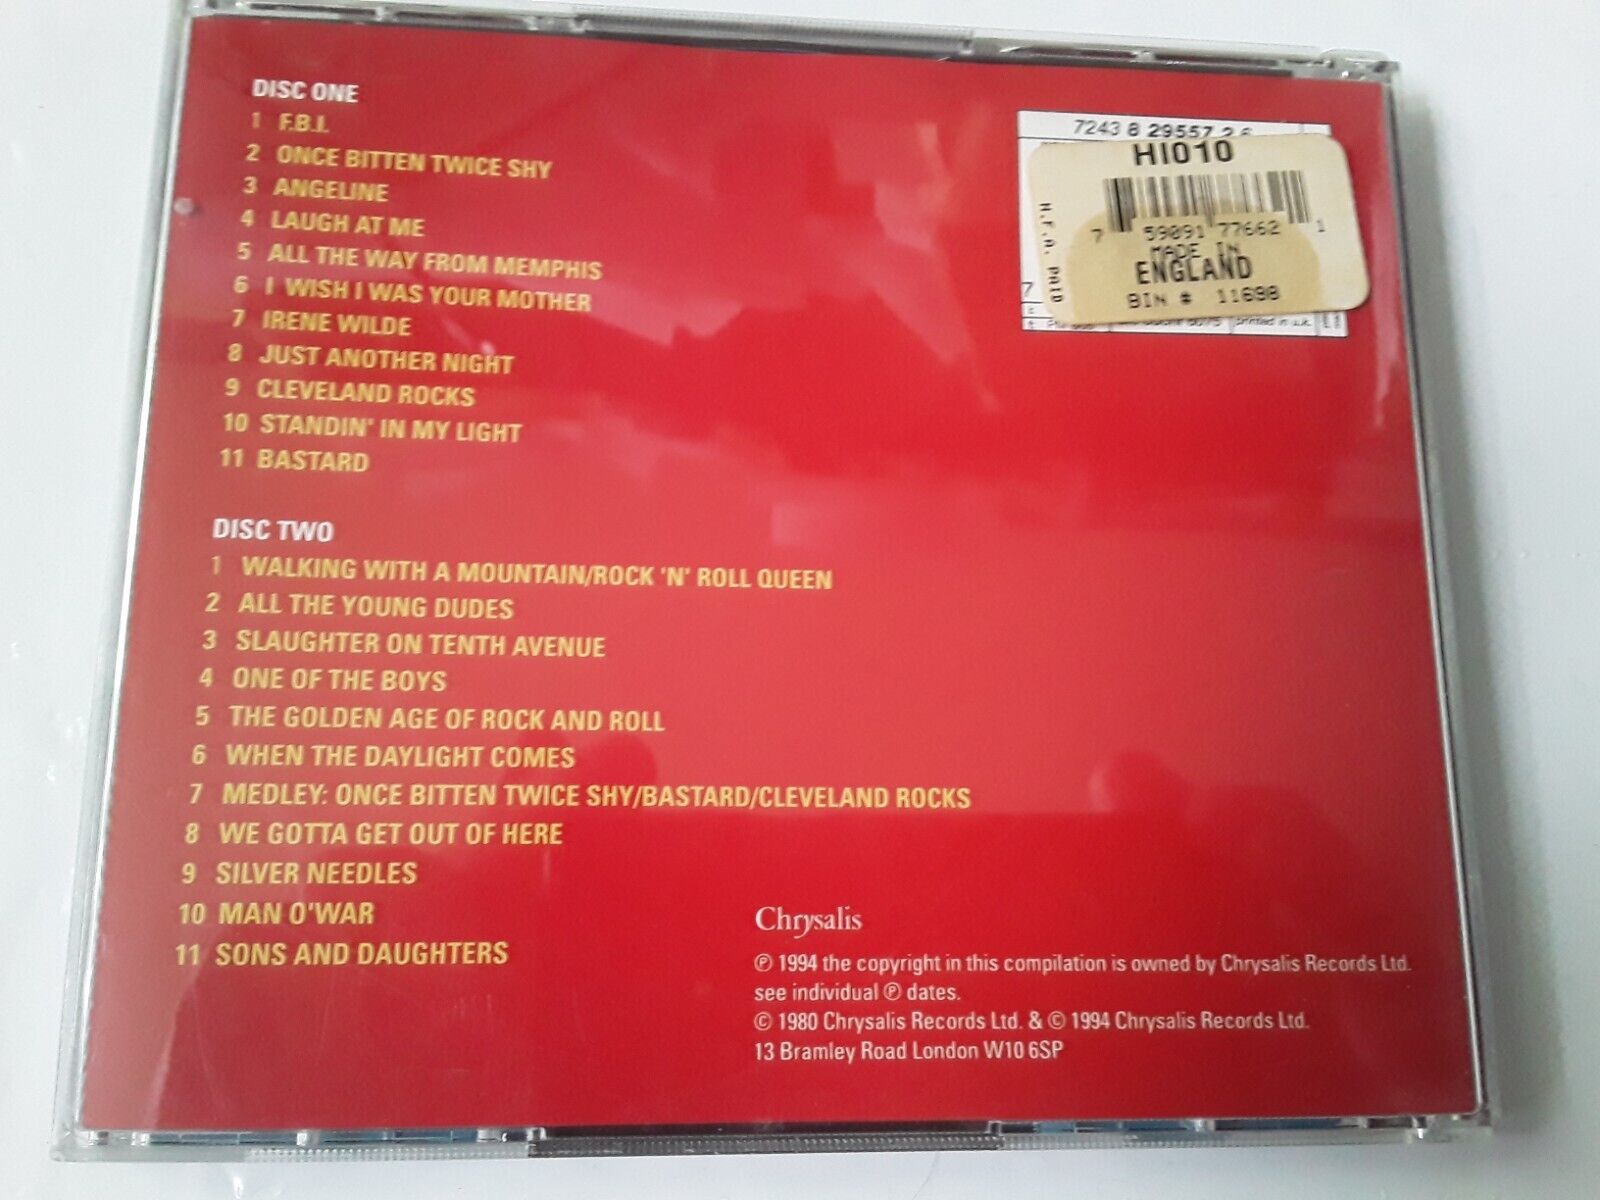 DISC ONE
1 F.B.I.
2 ONCE BITTEN TWICE SHY
3 ANGELINE
4 LAUGH AT ME
5 ALL THE WAY FROM MEMPHIS
6 I WISH I WAS YOUR MOTHER
7 IRENE WILDE
8 JUST ANOTHER NIGHT
9 CLEVELAND ROCKS
10 STANDIN' IN MY LIGHT
11 BASTARD
DISC TWO
1 WALKING WITH A MOUNTAIN/ROCK 'N' ROLL QUEEN
2 ALL THE YOUNG DUDES
3 SLAUGHTER ON TENTH AVENUE
4 ONE OF THE BOYS
5 THE GOLDEN AGE OF ROCK AND ROLL
6 WHEN THE DAYLIGHT COMES
7 MEDLEY: ONCE BITTEN TWICE SHY/BASTARD/CLEVELAND ROCKS
8 WE GOTTA GET OUT OF HERE
9 SILVER NEEDLES
10 MAN O'WAR
11 SONS AND DAUGHTERS
7243 8 29557 2 6
HI010
H.F.A. PAID
7 59091 77662 1
MADE IN
ENGLAND
BIN # 11698
7
printed in u.k.
Chrysalis
℗ 1994 the copyright in this compilation is owned by Chrysalis Records Ltd.
see individual ℗ dates.
© 1980 Chrysalis Records Ltd. & © 1994 Chrysalis Records Ltd.
13 Bramley Road London W10 6SP